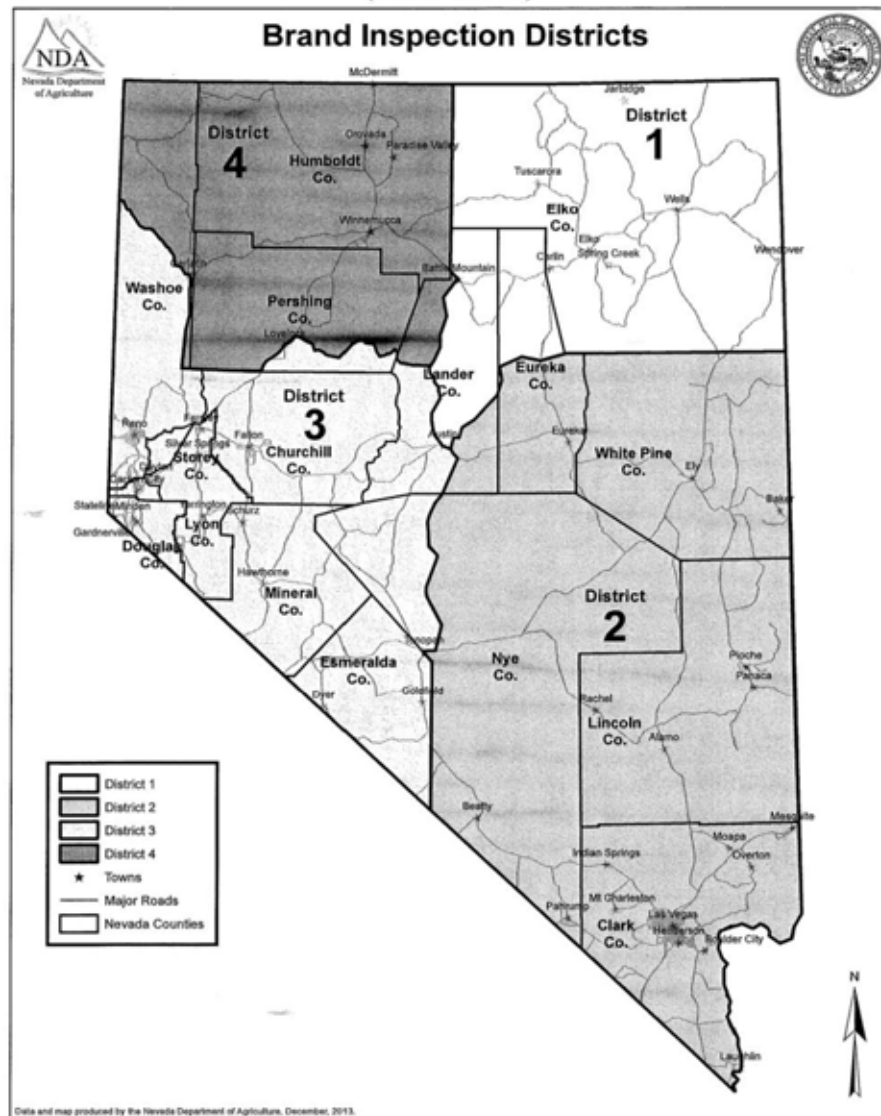 Brand Inspection Districts
NDA
Nevada Department
of Agriculture
McDermitt
Jarbidge
District
4
Humboldt
Co.
Orovada
Paradise Valley
District
1
Tuscarora
Elko
Co.
Wells
Winnemucca
Elko
Spring Creek
Carlin
Wendover
Battle Mountain
Washoe
Co.
Pershing
Co.
Lovelock
Lander
Co.
Eureka
Co.
District
3
Reno
Silver Springs
Fallon
Churchill
Co.
Storey
Co.
Austin
Eureka
White Pine
Co.
Ely
Baker
Stateline
Minden
Yerington
Schurz
Gardnerville
Lyon
Co.
Douglas
Co.
Hawthorne
Mineral
Co.
District
2
Tonopah
Esmeralda
Co.
Nye
Co.
Pioche
Panaca
Dyer
Goldfield
Rachel
Lincoln
Co.
Alamo
Beatty
Mesquite
Moapa
Overton
Indian Springs
Mt Charleston
Pahrump
Las Vegas
Clark
Co.
Henderson
Boulder City
Laughlin
District 1
District 2
District 3
District 4
Towns
Major Roads
Nevada Counties
N
Data and map produced by the Nevada Department of Agriculture, December, 2013.